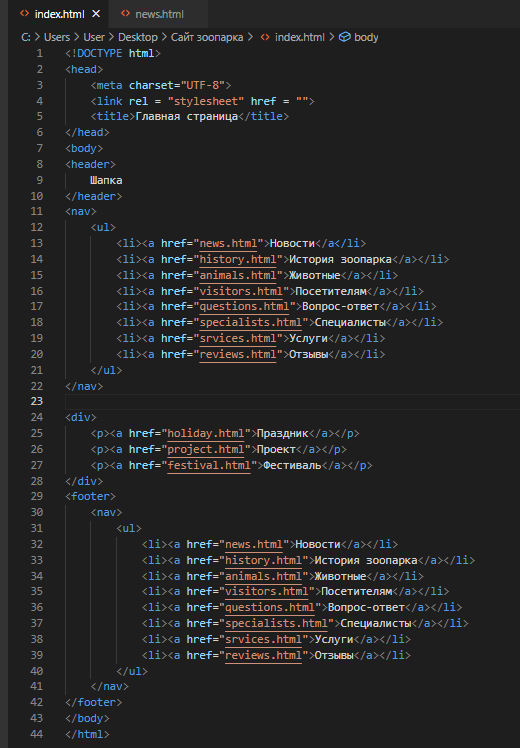 index.html × news.html
C: > Users > User > Desktop > Сайт зоопарка > index.html > body
1 <!DOCTYPE html>
2 <head>
3 <meta charset="UTF-8">
4 <link rel = "stylesheet" href = "">
5 <title>Главная страница</title>
6 </head>
7 <body>
8 <header>
9 Шапка
10 </header>
11 <nav>
12 <ul>
13 <li><a href="news.html">Новости</a</li>
14 <li><a href="history.html">История зоопарка</a></li>
15 <li><a href="animals.html">Животные</a></li>
16 <li><a href="visitors.html">Посетителям</a></li>
17 <li><a href="questions.html">Вопрос-ответ</a></li>
18 <li><a href="specialists.html">Специалисты</a></li>
19 <li><a href="srvices.html">Услуги</a></li>
20 <li><a href="reviews.html">Отзывы</a></li>
21 </ul>
22 </nav>
23
24 <div>
25 <p><a href="holiday.html">Праздник</a></p>
26 <p><a href="project.html">Проект</a></p>
27 <p><a href="festival.html">Фестиваль</a></p>
28 </div>
29 <footer>
30 <nav>
31 <ul>
32 <li><a href="news.html">Новости</a></li>
33 <li><a href="history.html">История зоопарка</a></li>
34 <li><a href="animals.html">Животные</a></li>
35 <li><a href="visitors.html">Посетителям</a></li>
36 <li><a href="questions.html">Вопрос-ответ</a></li>
37 <li><a href="specialists.html">Специалисты</a></li>
38 <li><a href="srvices.html">Услуги</a></li>
39 <li><a href="reviews.html">Отзывы</a></li>
40 </ul>
41 </nav>
42 </footer>
43 </body>
44 </html>